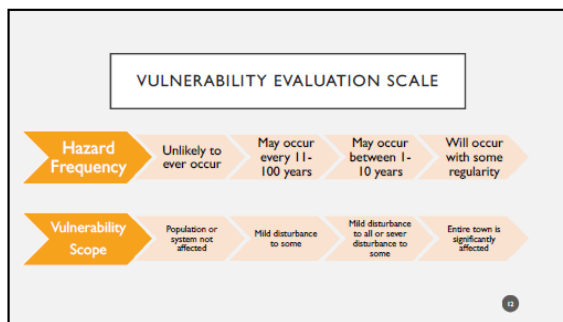 VULNERABILITY EVALUATION SCALE
Hazard
Frequency
Unlikely to
ever occur
May occur
every 11-
100 years
May occur
between 1-
10 years
Will occur
with some
regularity
Vulnerability
Scope
Population or
system not
affected
Mild disturbance
to some
Mild disturbance
to all or sever
disturbance to
some
Entire town is
significantly
affected
12